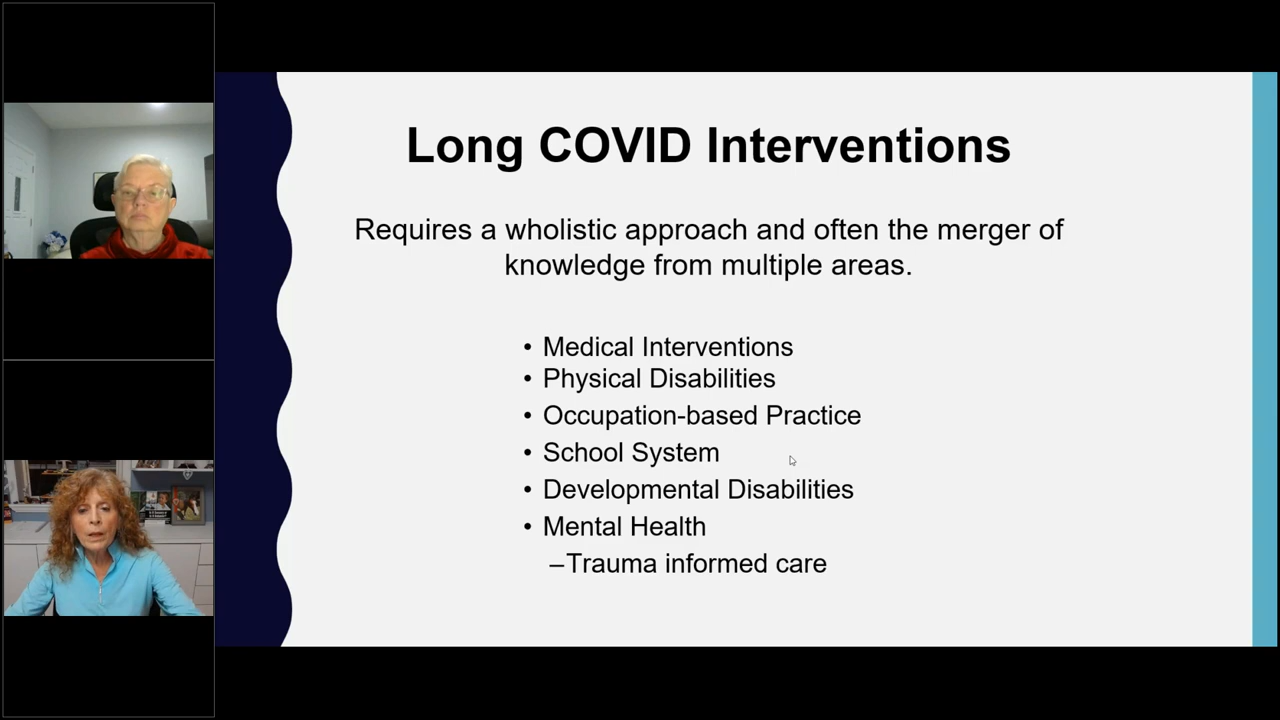 Long COVID Interventions
Requires a wholistic approach and often the merger of
knowledge from multiple areas.
• Medical Interventions
• Physical Disabilities
• Occupation-based Practice
• School System
• Developmental Disabilities
• Mental Health
–Trauma informed care